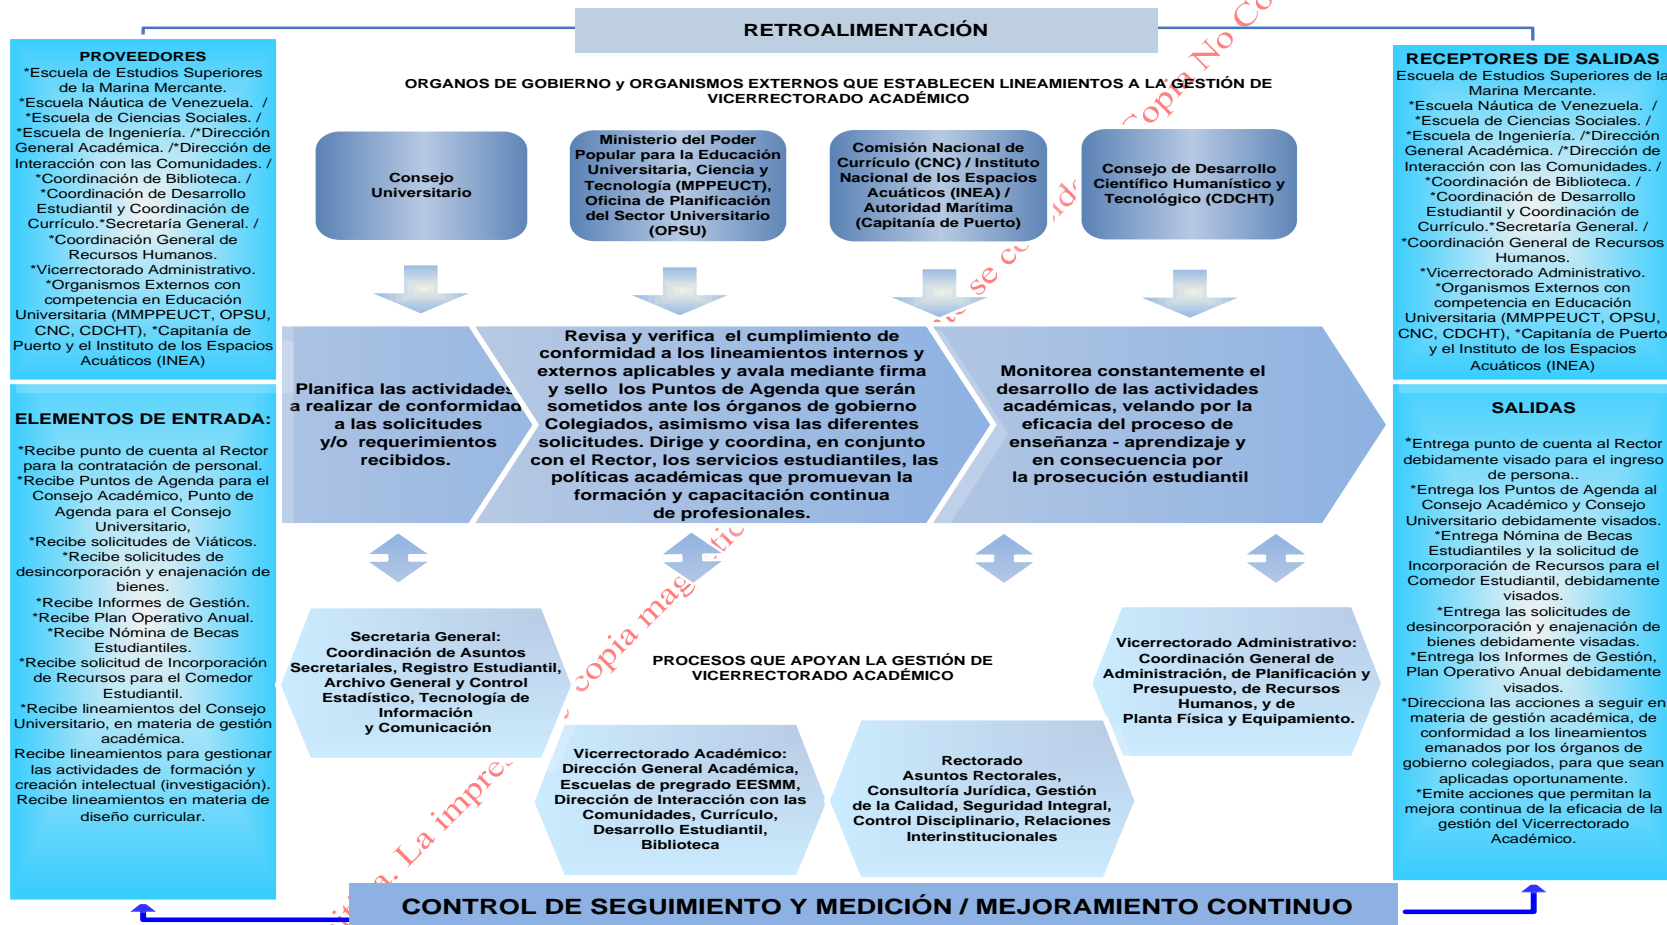 RETROALIMENTACIÓN
PROVEEDORES
*Escuela de Estudios Superiores
de la Marina Mercante.
*Escuela Náutica de Venezuela. /
*Escuela de Ciencias Sociales. /
*Escuela de Ingeniería. /*Dirección
General Académica. /*Dirección de
Interacción con las Comunidades. /
*Coordinación de Biblioteca. /
*Coordinación de Desarrollo
Estudiantil y Coordinación de
Currículo.*Secretaría General. /
*Coordinación General de
Recursos Humanos.
*Vicerrectorado Administrativo.
*Organismos Externos con
competencia en Educación
Universitaria (MMPPEUCT, OPSU,
CNC, CDCHT), *Capitanía de
Puerto y el Instituto de los Espacios
Acuáticos (INEA)
ELEMENTOS DE ENTRADA:
*Recibe punto de cuenta al Rector
para la contratación de personal.
*Recibe Puntos de Agenda para el
Consejo Académico, Punto de
Agenda para el Consejo
Universitario,
*Recibe solicitudes de Viáticos.
*Recibe solicitudes de
desincorporación y enajenación de
bienes.
*Recibe Informes de Gestión.
*Recibe Plan Operativo Anual.
*Recibe Nómina de Becas
Estudiantiles.
*Recibe solicitud de Incorporación
de Recursos para el Comedor
Estudiantil.
*Recibe lineamientos del Consejo
Universitario, en materia de gestión
académica.
Recibe lineamientos para gestionar
las actividades de formación y
creación intelectual (investigación).
Recibe lineamientos en materia de
diseño curricular.
ORGANOS DE GOBIERNO y ORGANISMOS EXTERNOS QUE ESTABLECEN LINEAMIENTOS A LA GESTIÓN DE
VICERRECTORADO ACADÉMICO
Consejo
Universitario
Ministerio del Poder
Popular para la Educación
Universitaria, Ciencia y
Tecnología (MPPEUCT),
Oficina de Planificación
del Sector Universitario
(OPSU)
Comisión Nacional de
Currículo (CNC) / Instituto
Nacional de los Espacios
Acuáticos (INEA) /
Autoridad Marítima
(Capitanía de Puerto)
Consejo de Desarrollo
Científico Humanístico y
Tecnológico (CDCHT)
Planifica las actividades
a realizar de conformidad
a las solicitudes
y/o requerimientos
recibidos.
Revisa y verifica el cumplimiento de
conformidad a los lineamientos internos y
externos aplicables y avala mediante firma
y sello los Puntos de Agenda que serán
sometidos ante los órganos de gobierno
Colegiados, asimismo visa las diferentes
solicitudes. Dirige y coordina, en conjunto
con el Rector, los servicios estudiantiles, las
políticas académicas que promuevan la
formación y capacitación continua
de profesionales.
Monitorea constantemente el
desarrollo de las actividades
académicas, velando por la
eficacia del proceso de
enseñanza - aprendizaje y
en consecuencia por
la prosecución estudiantil
Secretaria General:
Coordinación de Asuntos
Secretariales, Registro Estudiantil,
Archivo General y Control
Estadístico, Tecnología de
Información
y Comunicación
PROCESOS QUE APOYAN LA GESTIÓN DE
VICERRECTORADO ACADÉMICO
Vicerrectorado Académico:
Dirección General Académica,
Escuelas de pregrado EESMM,
Dirección de Interacción con las
Comunidades, Currículo,
Desarrollo Estudiantil,
Biblioteca
Rectorado
Asuntos Rectorales,
Consultoría Jurídica, Gestión
de la Calidad, Seguridad Integral,
Control Disciplinario, Relaciones
Interinstitucionales
Vicerrectorado Administrativo:
Coordinación General de
Administración, de Planificación y
Presupuesto, de Recursos
Humanos, y de
Planta Física y Equipamiento.
RECEPTORES DE SALIDAS
Escuela de Estudios Superiores de la
Marina Mercante.
*Escuela Náutica de Venezuela. /
*Escuela de Ciencias Sociales. /
*Escuela de Ingeniería. /*Dirección
General Académica. /*Dirección de
Interacción con las Comunidades. /
*Coordinación de Biblioteca. /
*Coordinación de Desarrollo
Estudiantil y Coordinación de
Currículo.*Secretaría General. /
*Coordinación General de Recursos
Humanos.
*Vicerrectorado Administrativo.
*Organismos Externos con
competencia en Educación
Universitaria (MMPPEUCT, OPSU,
CNC, CDCHT), *Capitanía de Puerto
y el Instituto de los Espacios
Acuáticos (INEA)
SALIDAS
*Entrega punto de cuenta al Rector
debidamente visado para el ingreso
de persona..
*Entrega los Puntos de Agenda al
Consejo Académico y Consejo
Universitario debidamente visados.
*Entrega Nómina de Becas
Estudiantiles y la solicitud de
Incorporación de Recursos para el
Comedor Estudiantil, debidamente
visados.
*Entrega las solicitudes de
desincorporación y enajenación de
bienes debidamente visadas.
*Entrega los Informes de Gestión,
Plan Operativo Anual debidamente
visados.
*Direcciona las acciones a seguir en
materia de gestión académica, de
conformidad a los lineamientos
emanados por los órganos de
gobierno colegiados, para que sean
aplicadas oportunamente.
*Emite acciones que permitan la
mejora continua de la eficacia de la
gestión del Vicerrectorado
Académico.
CONTROL DE SEGUIMIENTO Y MEDICIÓN / MEJORAMIENTO CONTINUO
La copia se Copia No